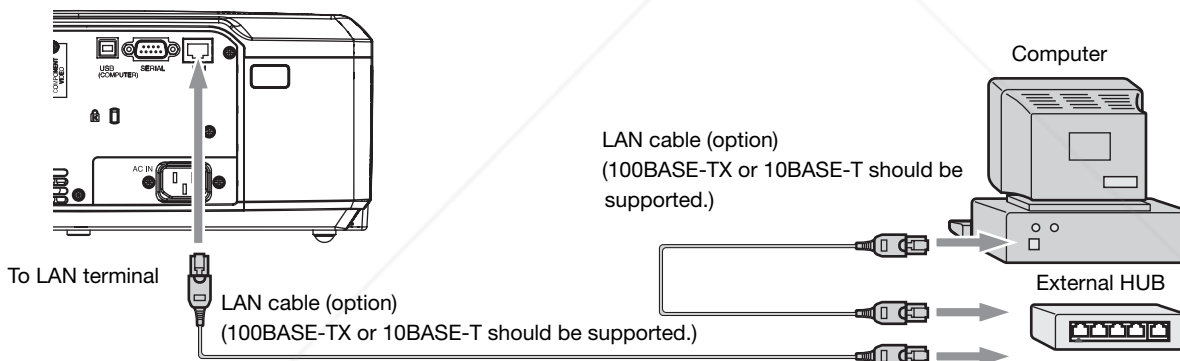 COMPONENT
VIDEO
USB
(COMPUTER)
SERIAL
AC IN
To LAN terminal
LAN cable (option)
(100BASE-TX or 10BASE-T should be supported.)
LAN cable (option)
(100BASE-TX or 10BASE-T should be
supported.)
Computer
External HUB